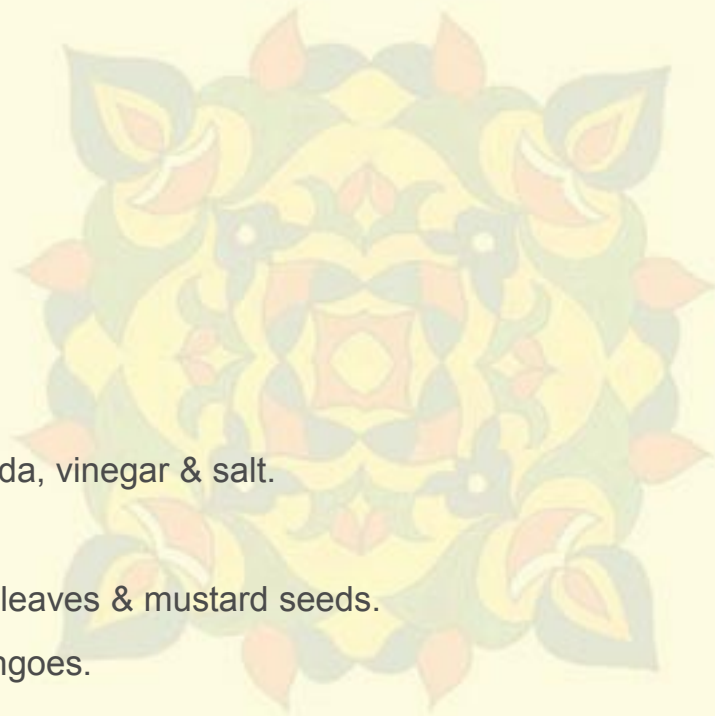 da, vinegar & salt.
leaves & mustard seeds.
ngoes.